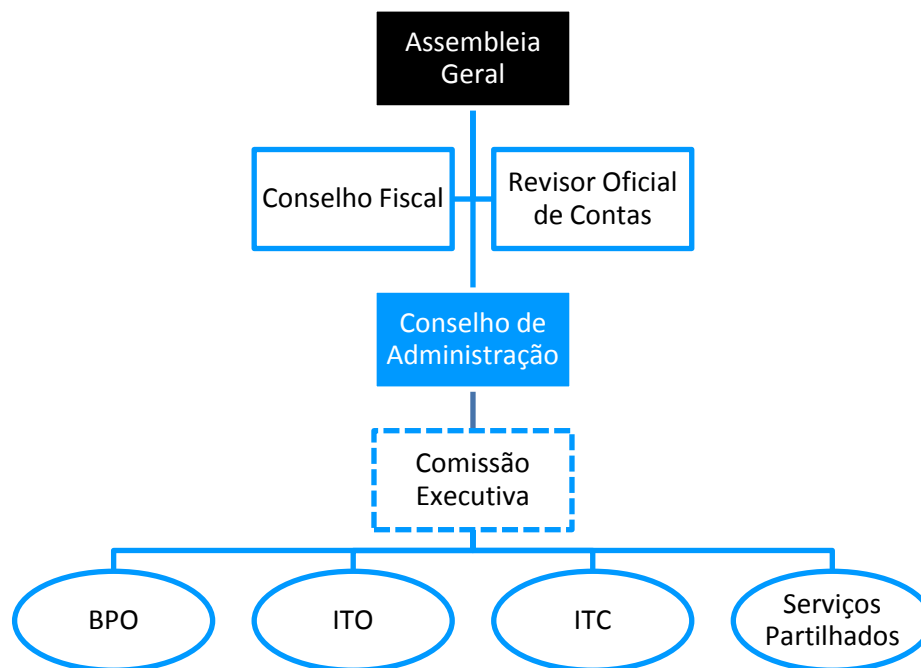 Assembleia
Geral
Conselho Fiscal
Revisor Oficial
de Contas
Conselho de
Administração
Comissão
Executiva
BPO
ITO
ITC
Serviços
Partilhados